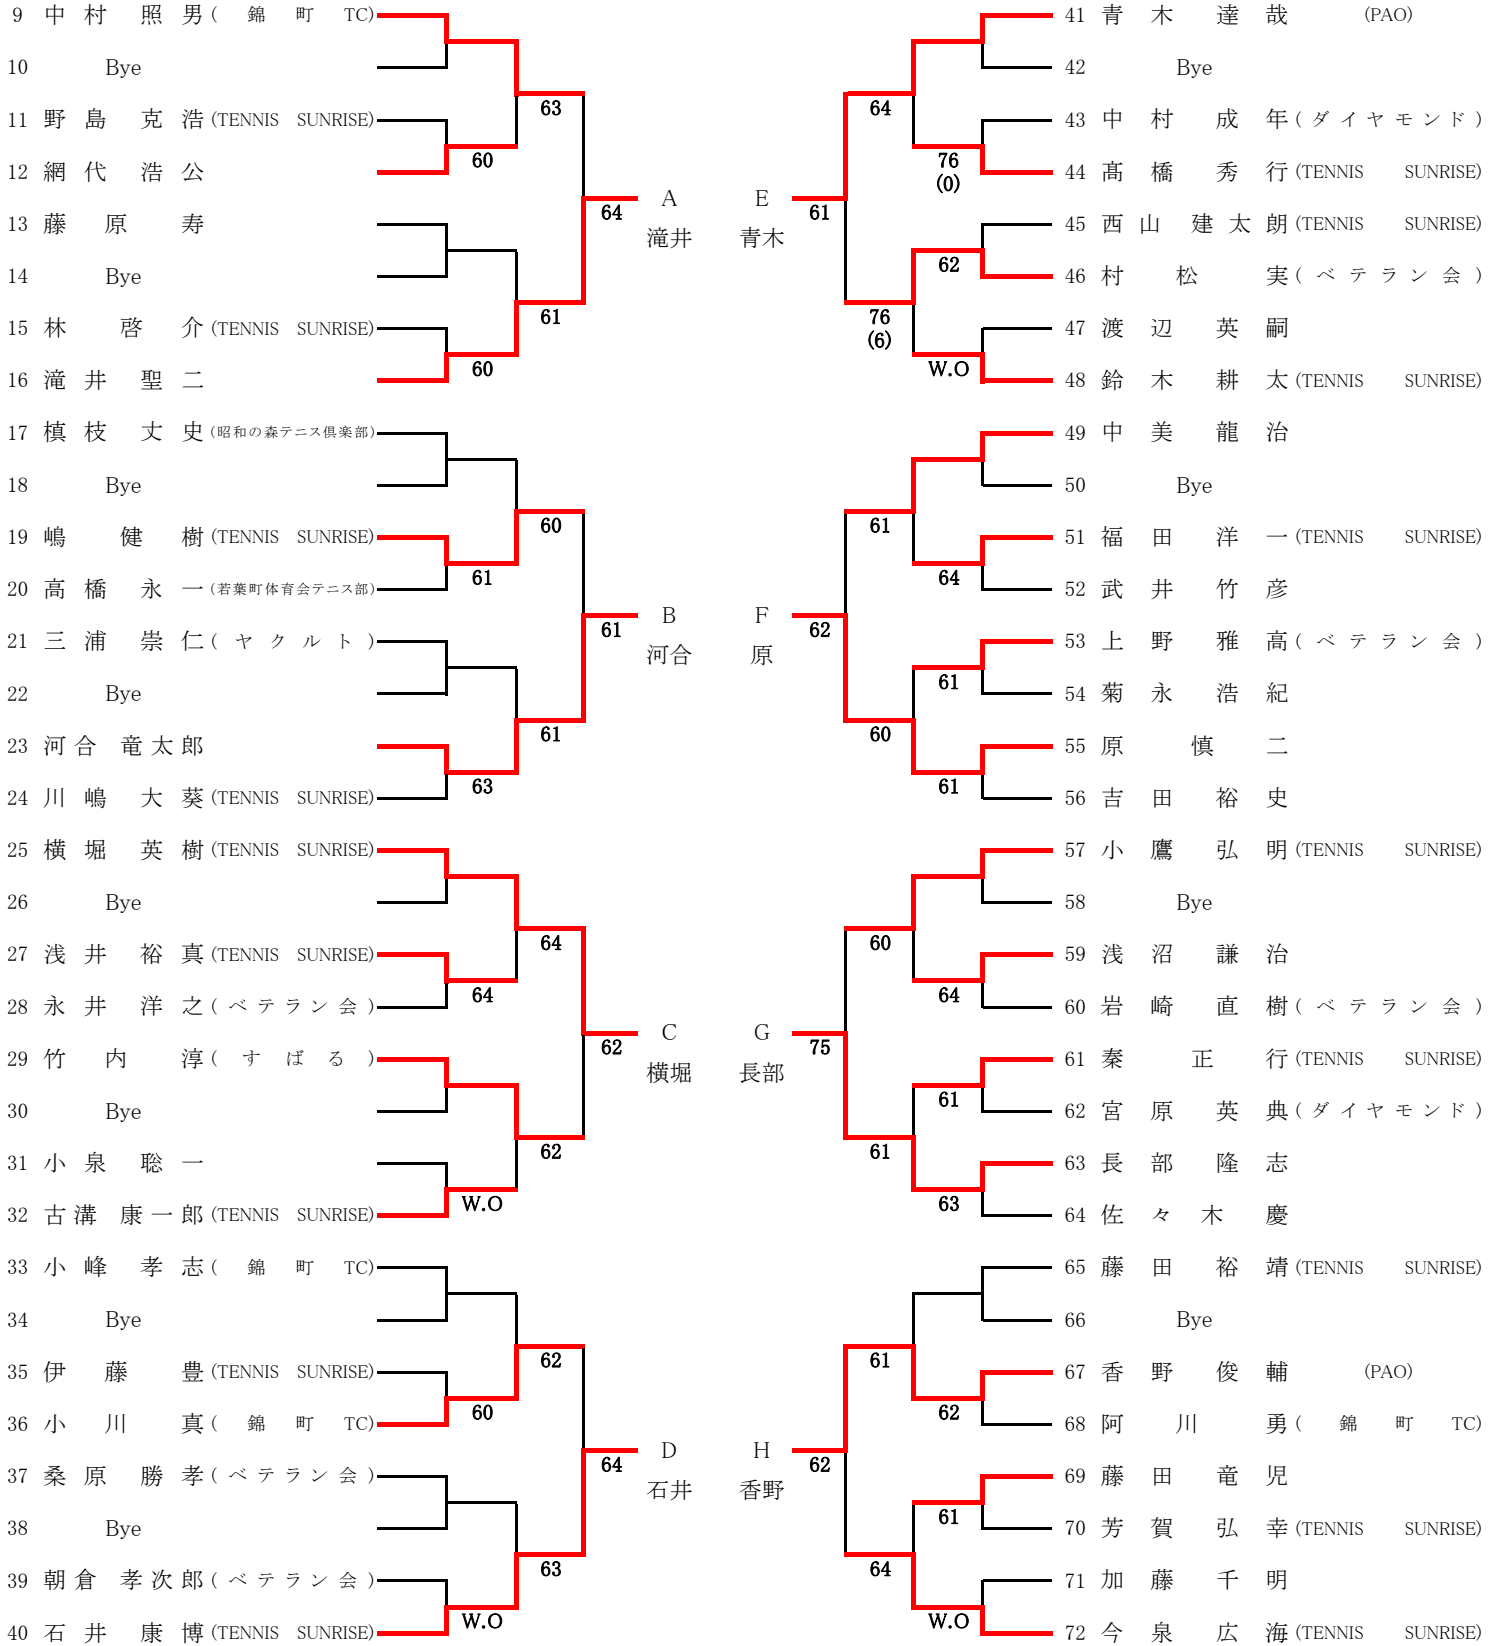 9 中村 照男 (錦町TC)
10 Bye
11 野島 克浩 (TENNIS SUNRISE)
12 網代 浩公
13 藤原 寿
14 Bye
15 林 啓介 (TENNIS SUNRISE)
16 滝井 聖二
63
60
61
60
64
A
滝井
17 槙枝 丈史 (昭和の森テニス倶楽部)
18 Bye
19 嶋 健樹 (TENNIS SUNRISE)
20 高橋 永一 (若葉町体育会テニス部)
21 三浦 崇仁 (ヤクルト)
22 Bye
23 河合 竜太郎
24 川嶋 大葵 (TENNIS SUNRISE)
60
61
61
63
61
B
河合
25 横堀 英樹 (TENNIS SUNRISE)
26 Bye
27 浅井 裕真 (TENNIS SUNRISE)
28 永井 洋之 (ベテラン会)
29 竹内 淳 (すばる)
30 Bye
31 小泉 聡一
32 古溝 康一郎 (TENNIS SUNRISE)
64
64
62
W.O
62
C
横堀
33 小峰 孝志 (錦町TC)
34 Bye
35 伊藤 豊 (TENNIS SUNRISE)
36 小川 真 (錦町TC)
37 桑原 勝孝 (ベテラン会)
38 Bye
39 朝倉 孝次郎 (ベテラン会)
40 石井 康博 (TENNIS SUNRISE)
62
60
63
W.O
64
D
石井
41 青木 達哉 (PAO)
42 Bye
43 中村 成年 (ダイヤモンド)
44 髙橋 秀行 (TENNIS SUNRISE)
45 西山 建太朗 (TENNIS SUNRISE)
46 村松 実 (ベテラン会)
47 渡辺 英嗣
48 鈴木 耕太 (TENNIS SUNRISE)
64
76
(0)
62
76
(6)
W.O
61
E
青木
49 中美 龍治
50 Bye
51 福田 洋一 (TENNIS SUNRISE)
52 武井 竹彦
53 上野 雅高 (ベテラン会)
54 菊永 浩紀
55 原 慎二
56 吉田 裕史
61
64
61
60
61
62
F
原
57 小鷹 弘明 (TENNIS SUNRISE)
58 Bye
59 浅沼 謙治
60 岩崎 直樹 (ベテラン会)
61 秦 正行 (TENNIS SUNRISE)
62 宮原 英典 (ダイヤモンド)
63 長部 隆志
64 佐々木 慶
60
64
61
61
63
75
G
長部
65 藤田 裕靖 (TENNIS SUNRISE)
66 Bye
67 香野 俊輔 (PAO)
68 阿川 勇 (錦町TC)
69 藤田 竜児
70 芳賀 弘幸 (TENNIS SUNRISE)
71 加藤 千明
72 今泉 広海 (TENNIS SUNRISE)
61
62
61
64
W.O
62
H
香野